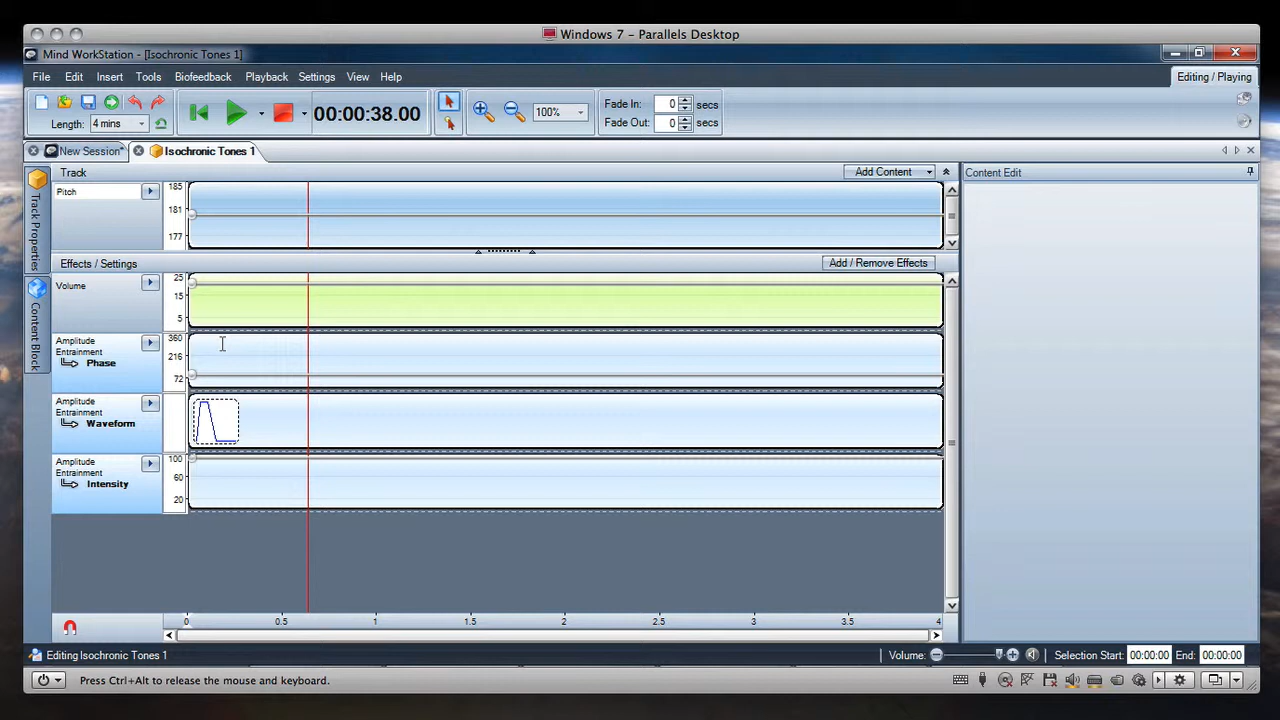 Windows 7 - Parallels Desktop
Mind WorkStation - [Isochronic Tones 1]
File Edit Insert Tools Biofeedback Playback Settings View Help Editing / Playing
Length: 4 mins 00:00:38.00 100% Fade In: 0 secs
Fade Out: 0 secs
New Session* Isochronic Tones 1
Track Add Content Content Edit
Track Properties
Content Block
Pitch 185
181
177
Effects / Settings Add / Remove Effects
Volume 25
15
5
Amplitude Entrainment Phase 360
216
72
Amplitude Entrainment Waveform
Amplitude Entrainment Intensity 100
60
20
0 0.5 1 1.5 2 2.5 3 3.5 4
Editing Isochronic Tones 1 Volume: Selection Start: 00:00:00 End: 00:00:00
Press Ctrl+Alt to release the mouse and keyboard.